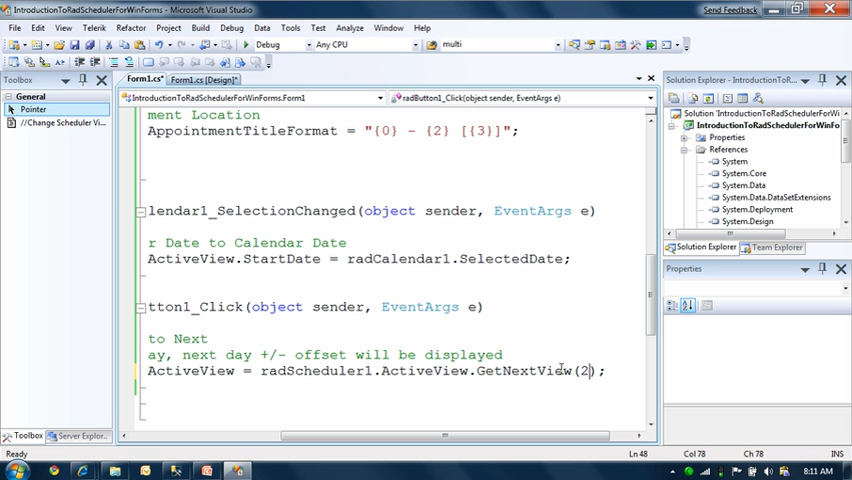 IntroductionToRadSchedulerForWinForms - Microsoft Visual Studio
Send Feedback
File Edit View Telerik Refactor Project Build Debug Data Tools Test Analyze Window Help
Debug Any CPU multi
Toolbox
General
Pointer
//Change Scheduler Vi...
Form1.cs* Form1.cs [Design]*
IntroductionToRadSchedulerForWinForms.Form1 radButton1_Click(object sender, EventArgs e)
ment Location
AppointmentTitleFormat = "{0} - {2} [{3}]";
lendar1_SelectionChanged(object sender, EventArgs e)
r Date to Calendar Date
ActiveView.StartDate = radCalendar1.SelectedDate;
tton1_Click(object sender, EventArgs e)
to Next
ay, next day +/- offset will be displayed
ActiveView = radScheduler1.ActiveView.GetNextView(2);
Solution Explorer - IntroductionTo...
Solution 'IntroductionToRadSchedulerForWin
IntroductionToRadSchedulerForWinFo
Properties
References
System
System.Core
System.Data
System.Data.DataSetExtensions
System.Deployment
System.Design
Solution Explorer Team Explorer
Properties
Toolbox Server Explor...
Ready Ln 48 Col 78 Ch 78 INS
8:11 AM